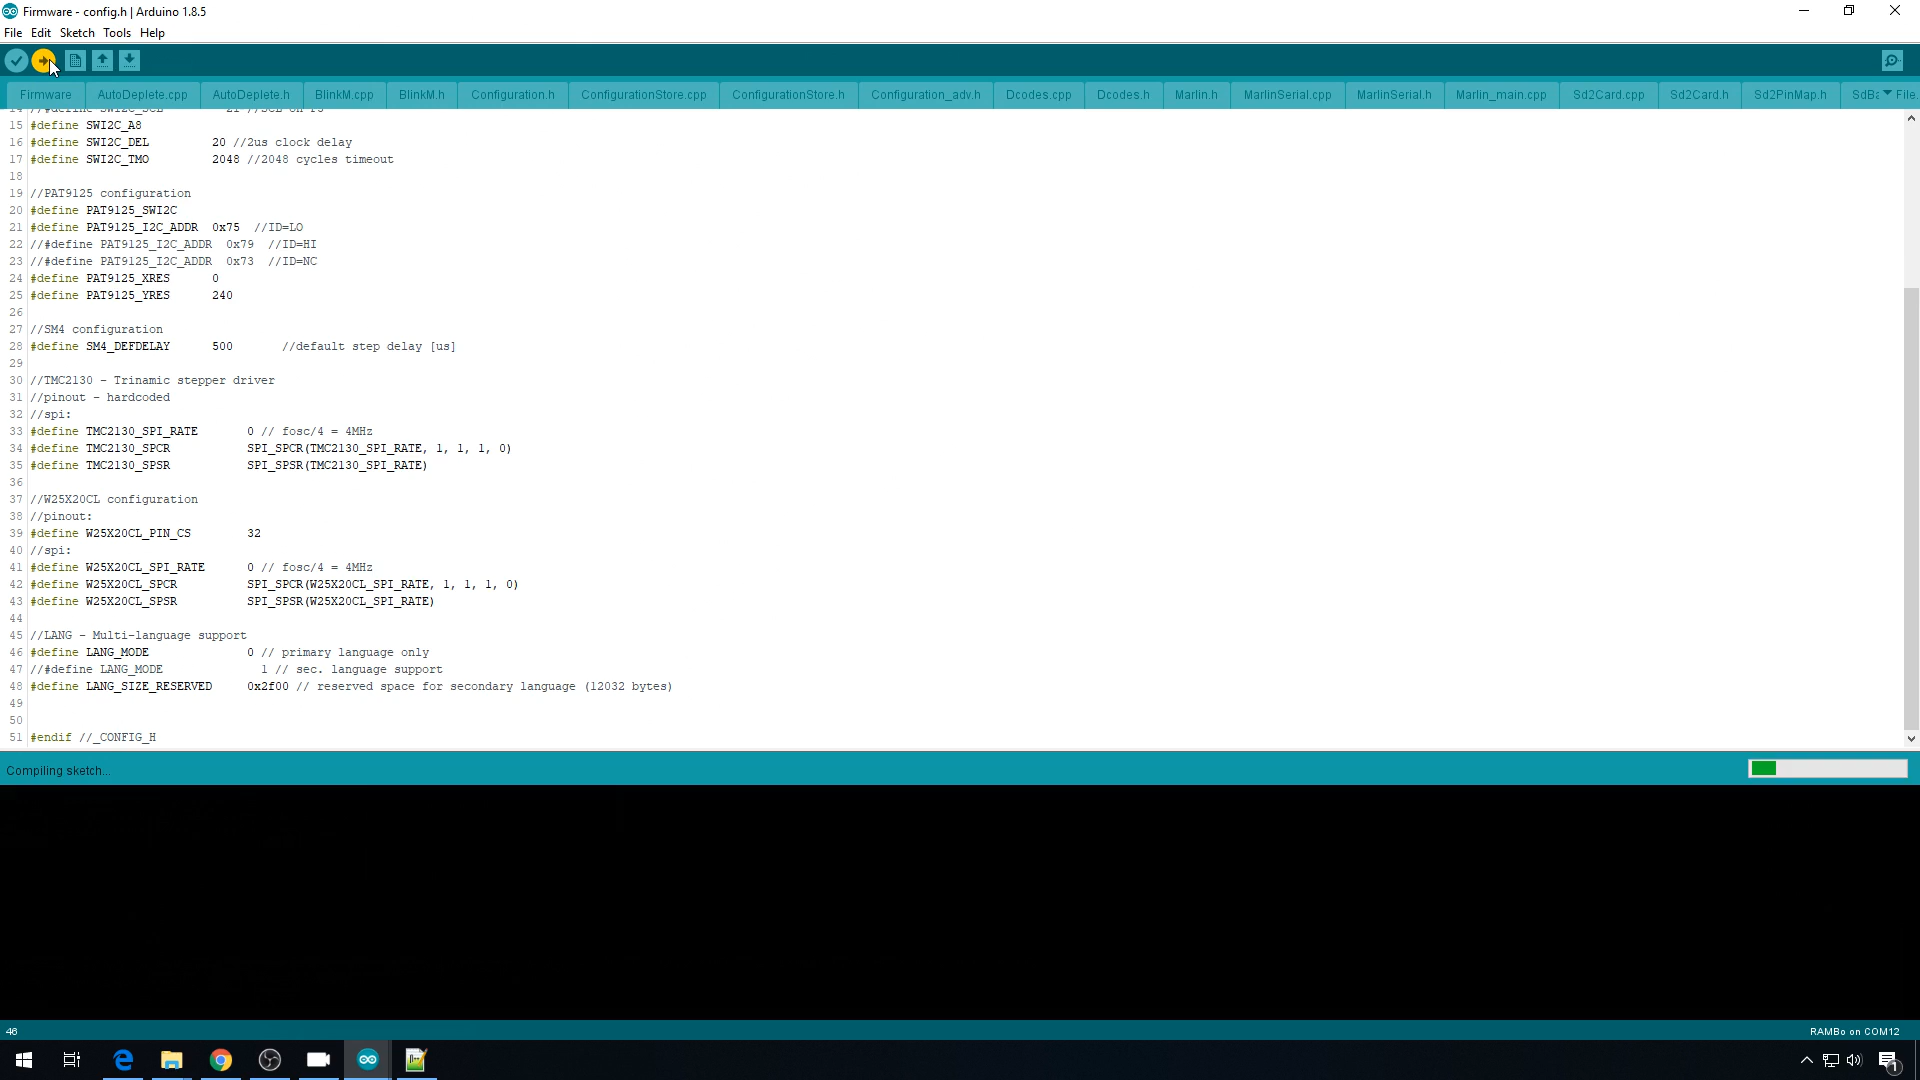 Firmware - config.h | Arduino 1.8.5
File Edit Sketch Tools Help
Firmware AutoDeplete.cpp AutoDeplete.h BlinkM.cpp BlinkM.h Configuration.h ConfigurationStore.cpp ConfigurationStore.h Configuration_adv.h Dcodes.cpp Dcodes.h Marlin.h MarlinSerial.cpp MarlinSerial.h Marlin_main.cpp Sd2Card.cpp Sd2Card.h Sd2PinMap.h File.
15 #define SWI2C_A8
16 #define SWI2C_DEL 20 //2us clock delay
17 #define SWI2C_TMO 2048 //2048 cycles timeout
18
19 //PAT9125 configuration
20 #define PAT9125_SWI2C
21 #define PAT9125_I2C_ADDR 0x75 //ID=LO
22 //#define PAT9125_I2C_ADDR 0x79 //ID=HI
23 //#define PAT9125_I2C_ADDR 0x73 //ID=NC
24 #define PAT9125_XRES 0
25 #define PAT9125_YRES 240
26
27 //SM4 configuration
28 #define SM4_DEFDELAY 500 //default step delay [us]
29
30 //TMC2130 - Trinamic stepper driver
31 //pinout - hardcoded
32 //spi:
33 #define TMC2130_SPI_RATE 0 // fosc/4 = 4MHz
34 #define TMC2130_SPCR SPI_SPCR(TMC2130_SPI_RATE, 1, 1, 1, 0)
35 #define TMC2130_SPSR SPI_SPSR(TMC2130_SPI_RATE)
36
37 //W25X20CL configuration
38 //pinout:
39 #define W25X20CL_PIN_CS 32
40 //spi:
41 #define W25X20CL_SPI_RATE 0 // fosc/4 = 4MHz
42 #define W25X20CL_SPCR SPI_SPCR(W25X20CL_SPI_RATE, 1, 1, 1, 0)
43 #define W25X20CL_SPSR SPI_SPSR(W25X20CL_SPI_RATE)
44
45 //LANG - Multi-language support
46 #define LANG_MODE 0 // primary language only
47 //#define LANG_MODE 1 // sec. language support
48 #define LANG_SIZE_RESERVED 0x2f00 // reserved space for secondary language (12032 bytes)
49
50
51 #endif //_CONFIG_H
Compiling sketch...
46 RAMBo on COM12
1